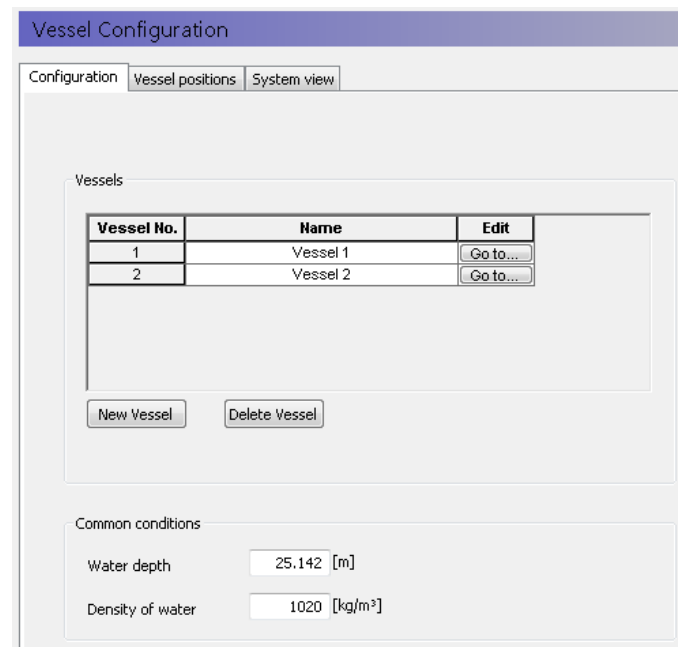 Vessel Configuration
Configuration Vessel positions System view
Vessels
Vessel No. Name Edit
1 Vessel 1 Go to...
2 Vessel 2 Go to...
New Vessel Delete Vessel
Common conditions
Water depth 25.142 [m]
Density of water 1020 [kg/m³]